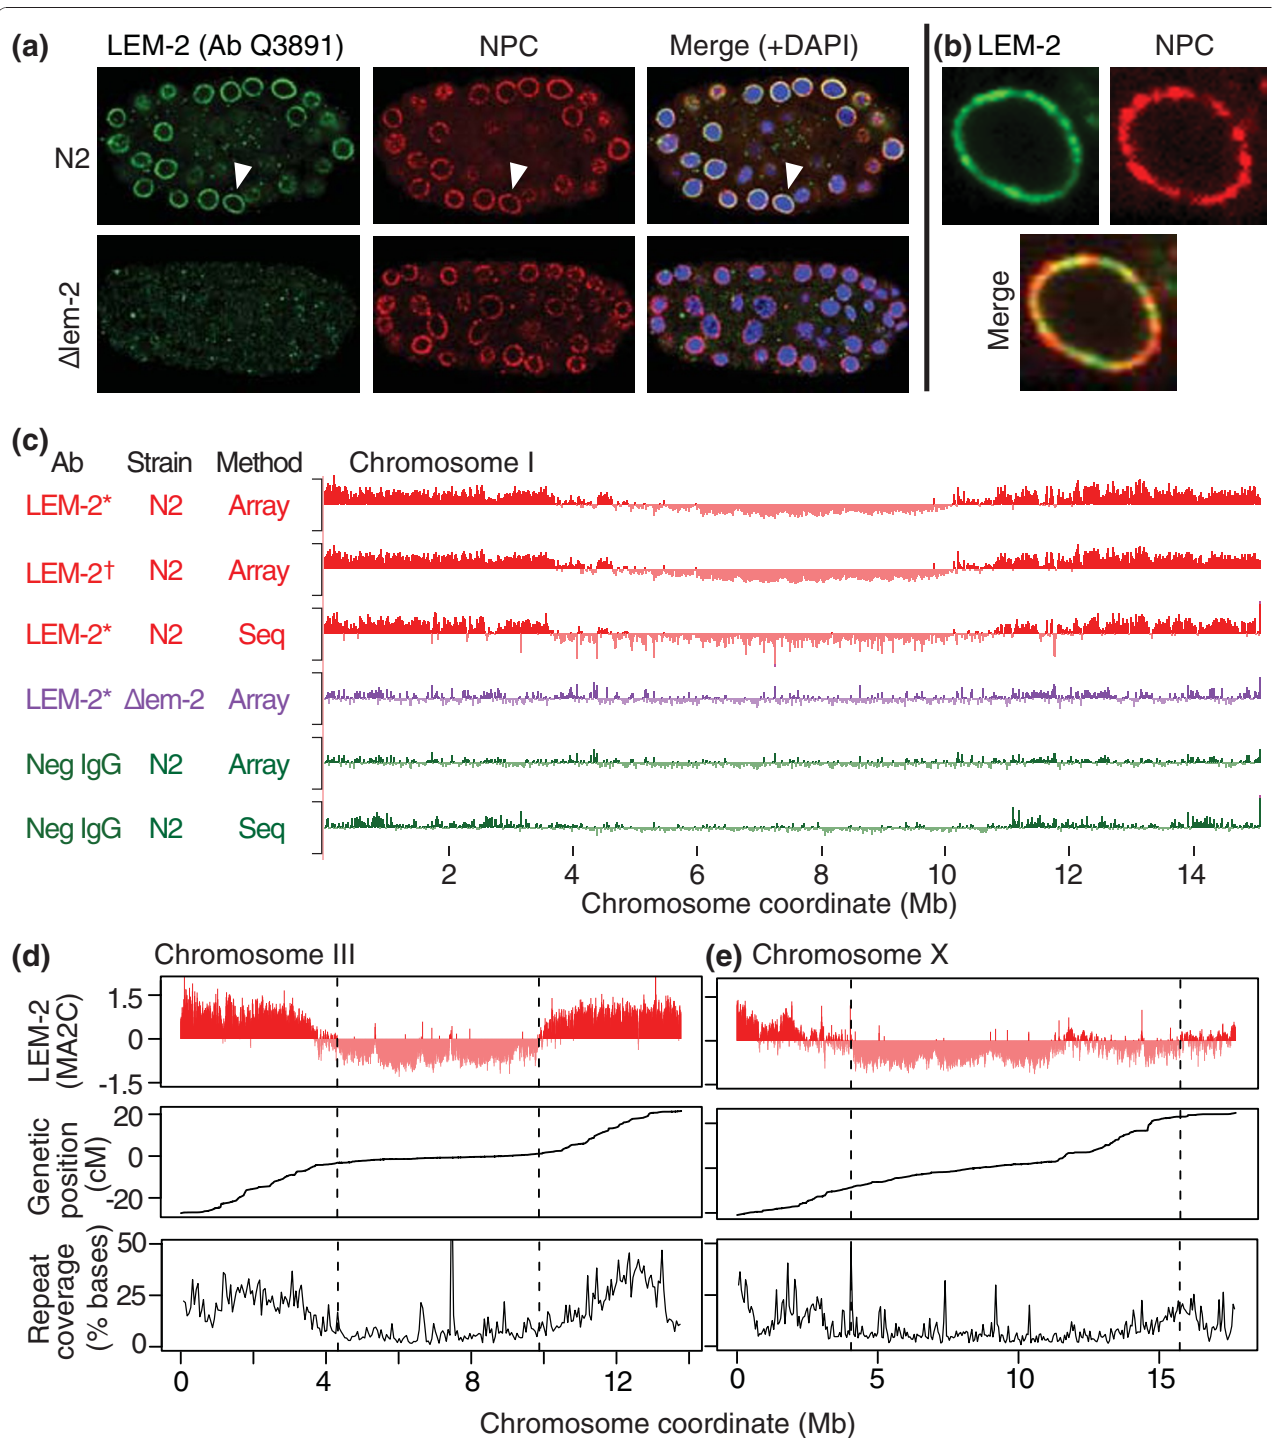 (a) LEM-2 (Ab Q3891) NPC Merge (+DAPI)
N2
Δlem-2
(b) LEM-2 NPC
Merge
(c)
Ab Strain Method Chromosome I
LEM-2* N2 Array
LEM-2† N2 Array
LEM-2* N2 Seq
LEM-2* Δlem-2 Array
Neg IgG N2 Array
Neg IgG N2 Seq
2 4 6 8 10 12 14
Chromosome coordinate (Mb)
(d) Chromosome III
LEM-2
(MA2C)
1.5
0
-1.5
Genetic
position
(cM)
20
0
-20
Repeat
coverage
(% bases)
50
25
0
0 4 8 12
(e) Chromosome X
0 5 10 15
Chromosome coordinate (Mb)